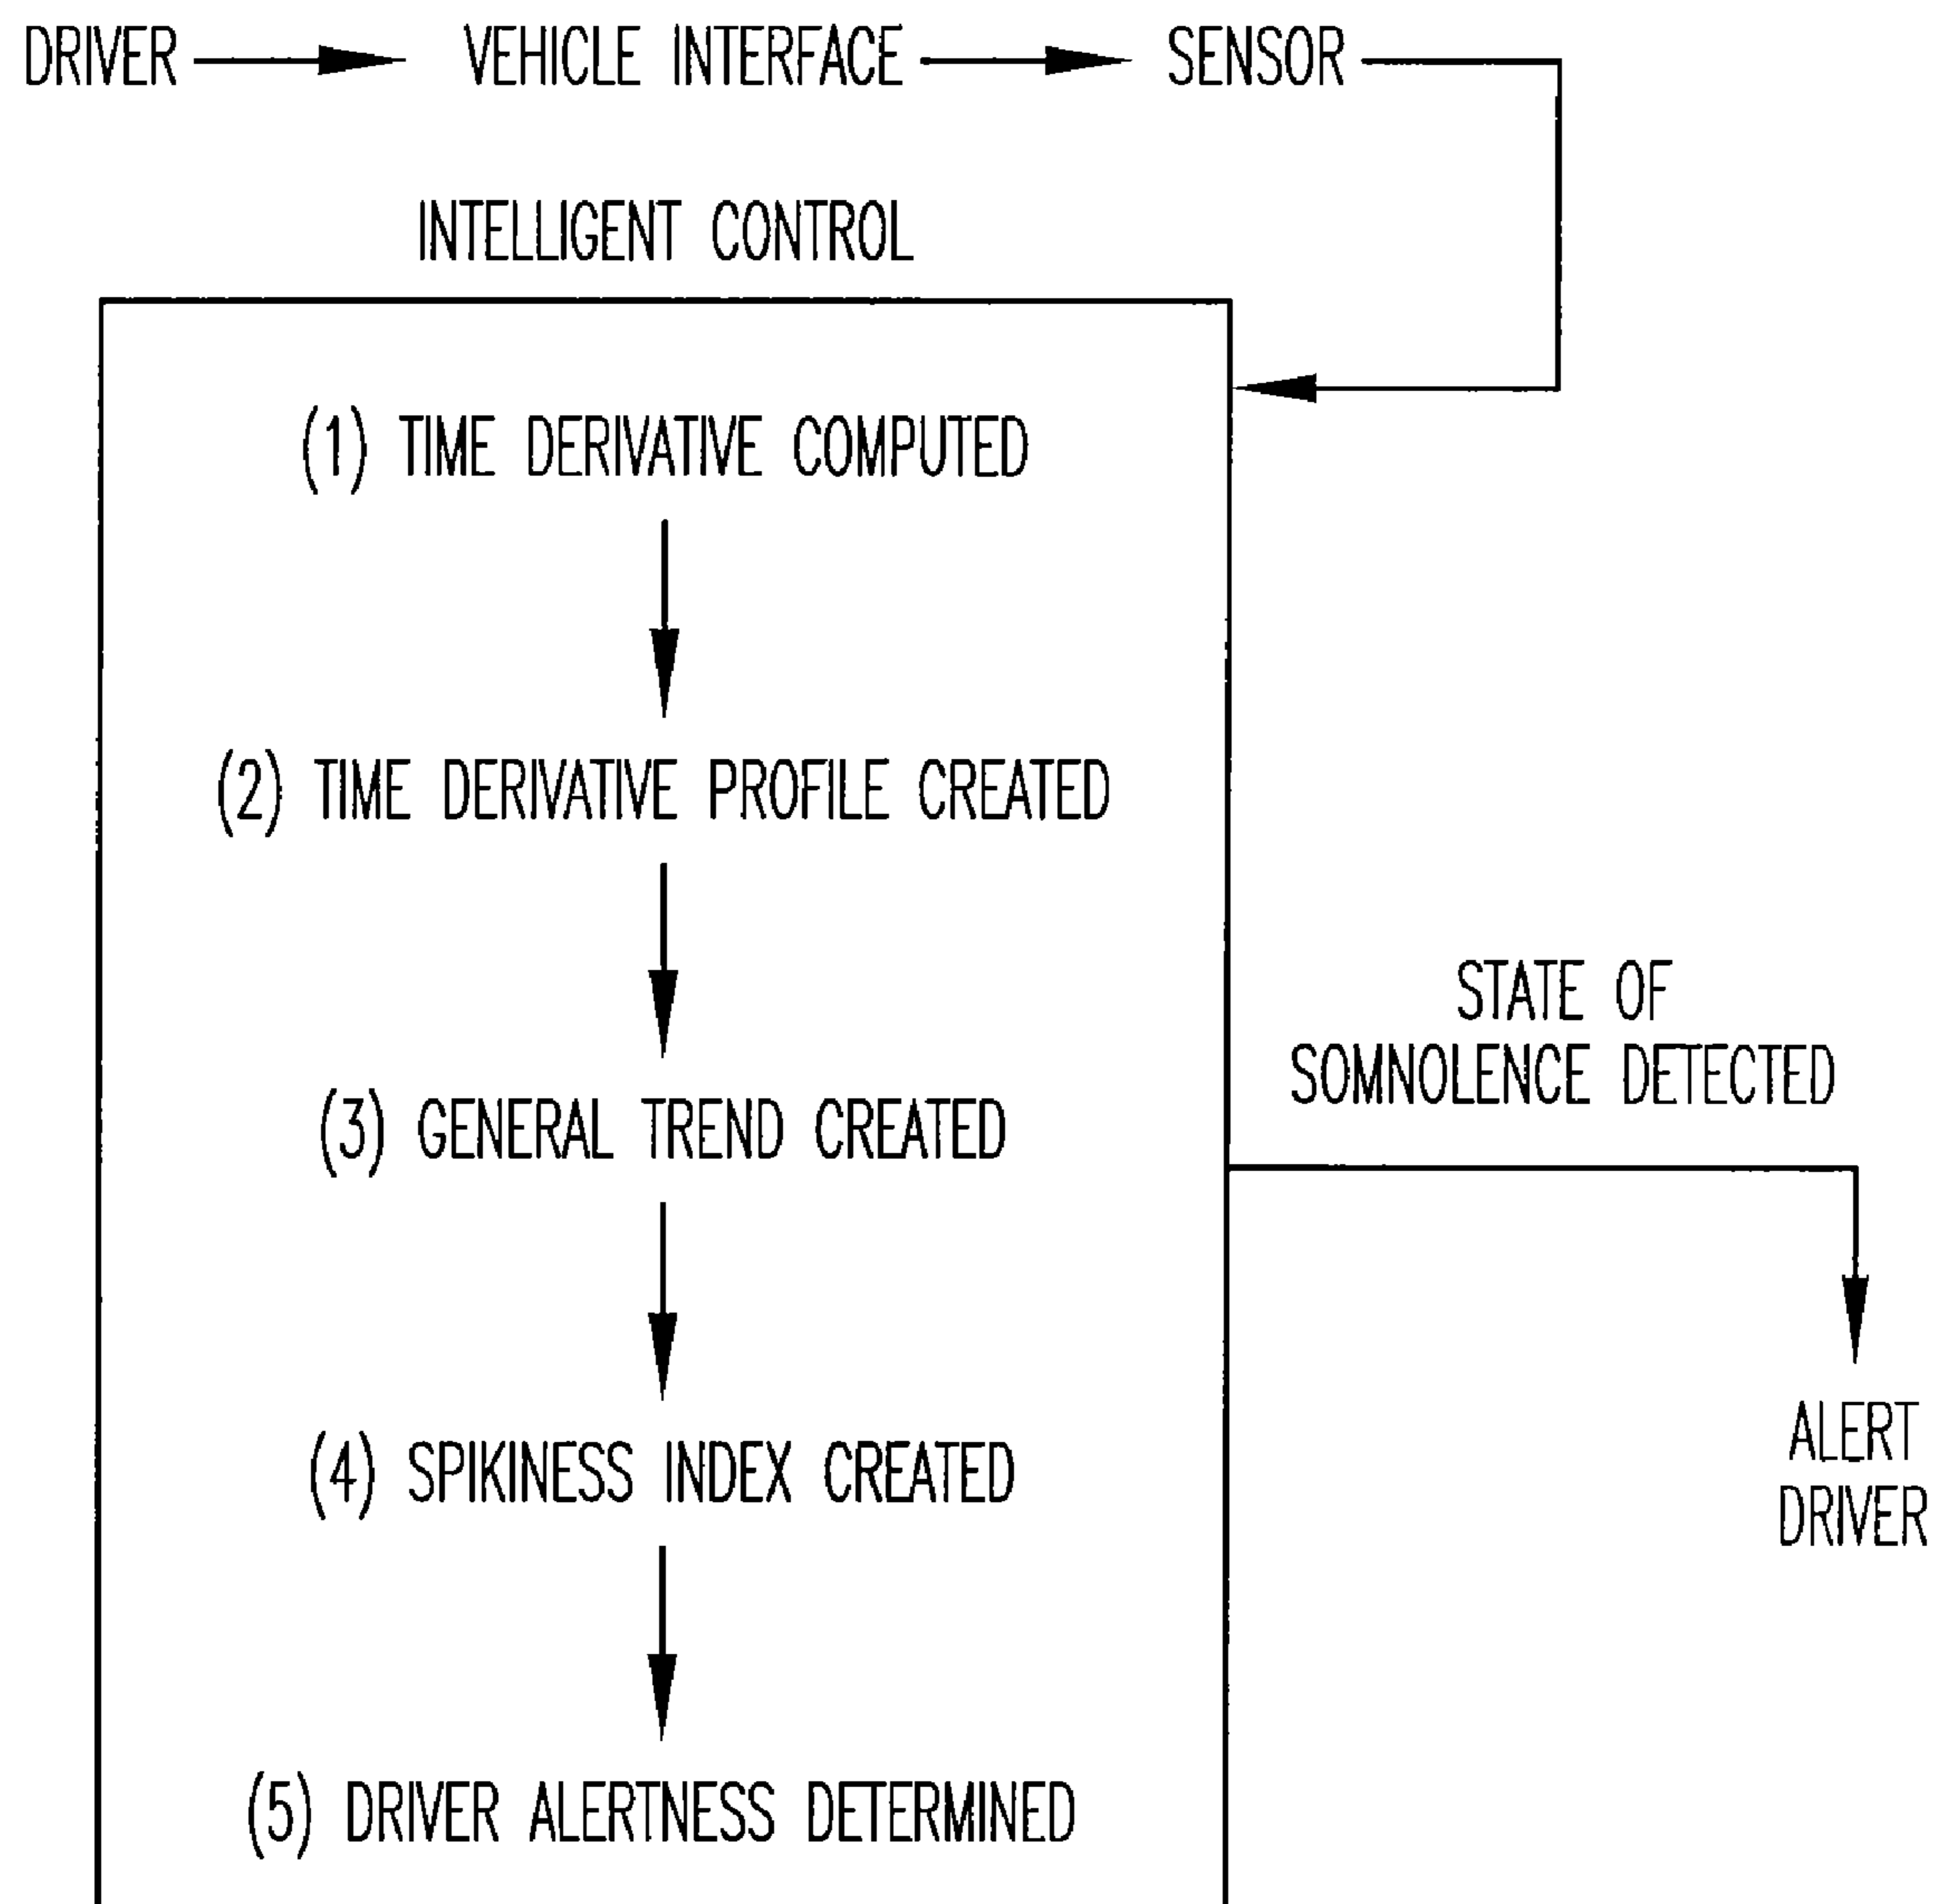 DRIVER VEHICLE INTERFACE SENSOR
INTELLIGENT CONTROL
(1) TIME DERIVATIVE COMPUTED
(2) TIME DERIVATIVE PROFILE CREATED
(3) GENERAL TREND CREATED
(4) SPIKINESS INDEX CREATED
(5) DRIVER ALERTNESS DETERMINED
STATE OF
SOMNOLENCE DETECTED
ALERT
DRIVER